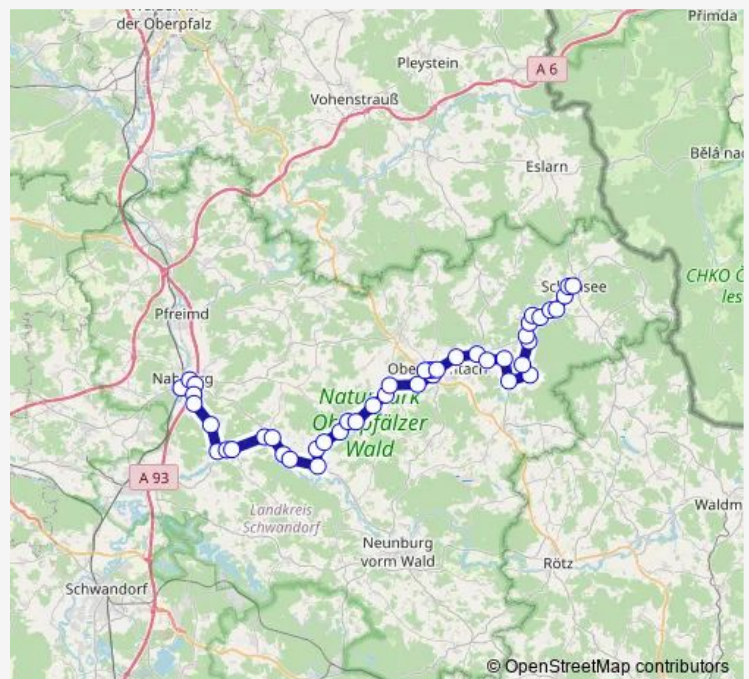 der Oberpfalz
Přimda
Pleystein
A 6
Vohenstrauß
Eslarn
Bělá nad
CHKO Č
les
Pfreimd
Naturpark
Oberpfälzer
Wald
A 93
Landkreis
Schwandorf
Waldm
Neunburg
vorm Wald
Rötz
Schwandorf
© OpenStreetMap contributors